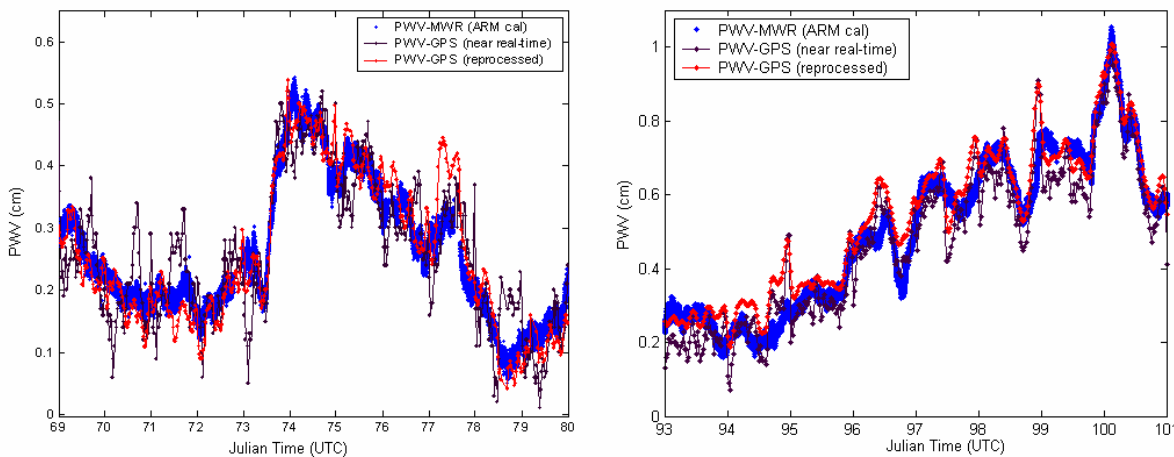 PWV-MWR (ARM cal)
PWV-GPS (near real-time)
PWV-GPS (reprocessed)
0.6
0.5
0.4
0.3
0.2
0.1
0
PWV (cm)
69 70 71 72 73 74 75 76 77 78 79 80
Julian Time (UTC)
PWV-MWR (ARM cal)
PWV-GPS (near real-time)
PWV-GPS (reprocessed)
1
0.8
0.6
0.4
0.2
0
PWV (cm)
93 94 95 96 97 98 99 100 101
Julian Time (UTC)